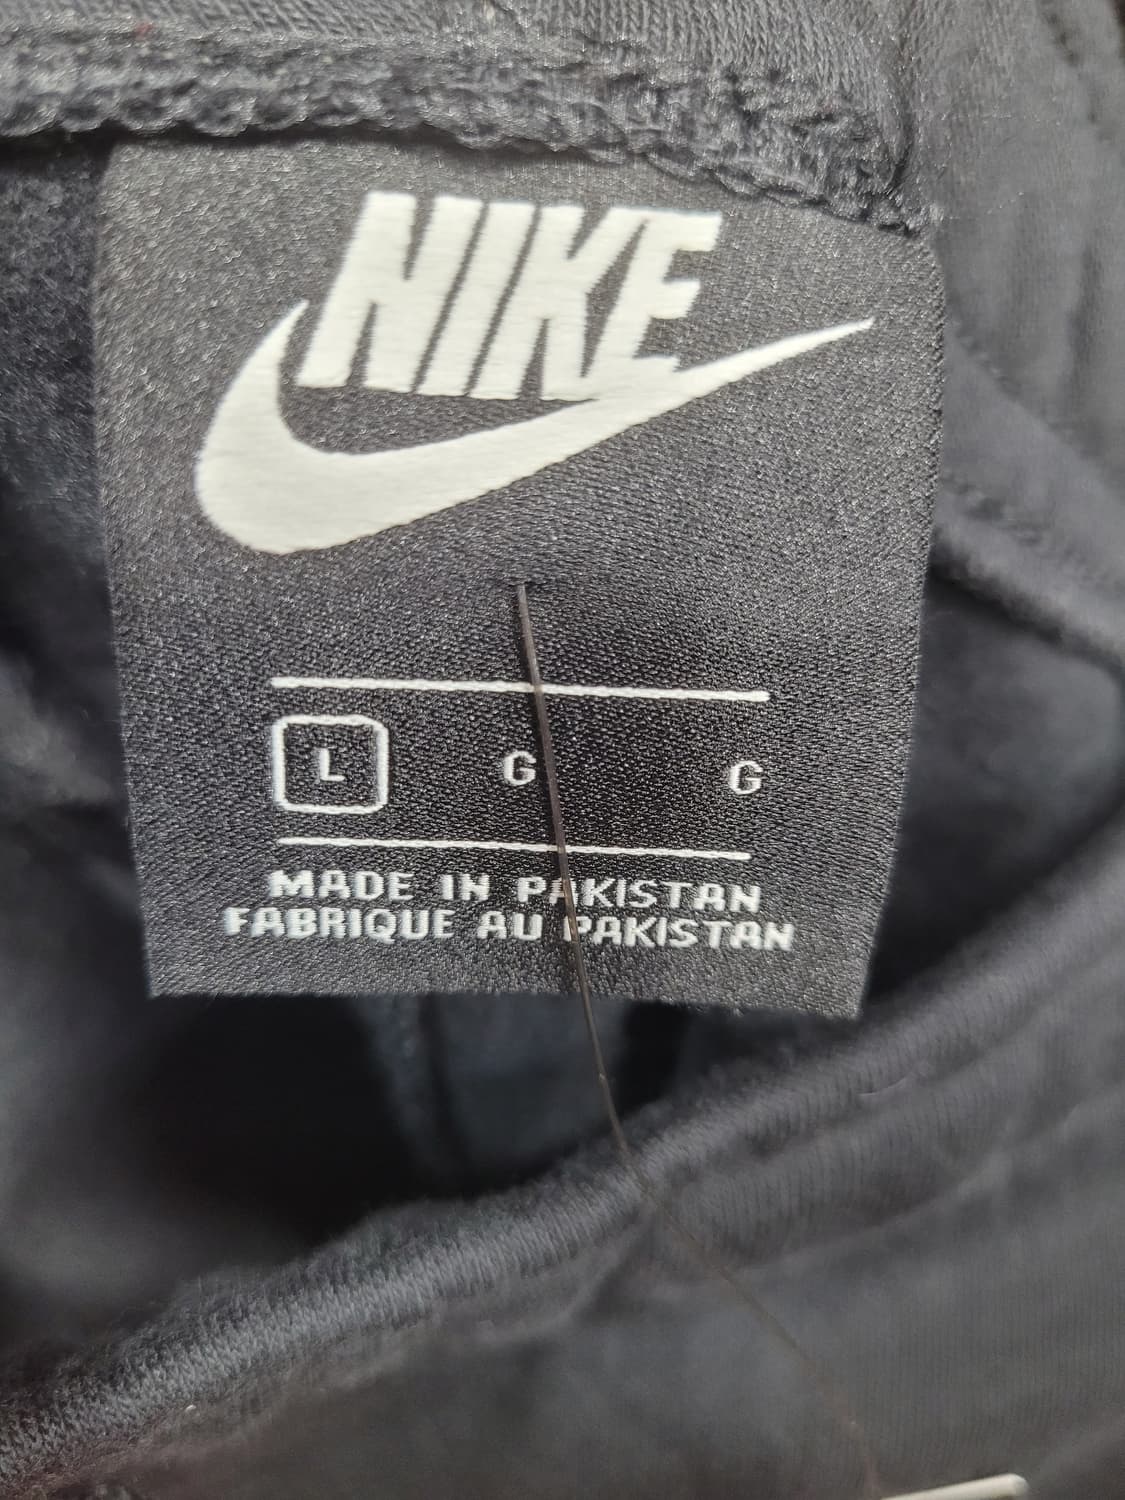 NIKE
L G G
MADE IN PAKISTAN
FABRIQUE AU PAKISTAN